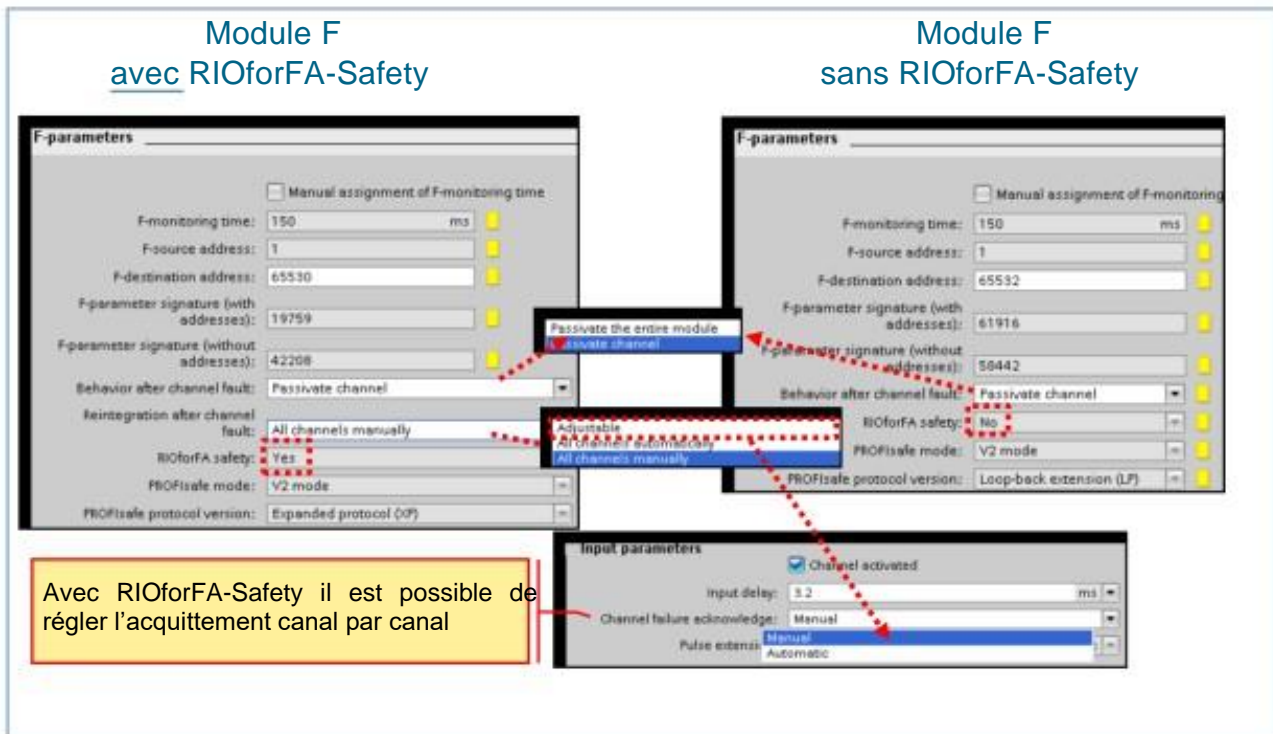 Module F
avec RIOforFA-Safety
Module F
sans RIOforFA-Safety
F-parameters
Manual assignment of F-monitoring time
F-monitoring time: 150 ms
F-source address: 1
F-destination address: 65530
F-parameter signature (with
addresses): 19759
F-parameter signature (without
addresses): 42208
Behavior after channel fault: Passivate channel
Reintegration after channel
fault: All channels manually
RIOforFA safety: Yes
PROFIsafe mode: V2 mode
PROFIsafe protocol version: Expanded protocol (XP)
Passivate the entire module
Passivate channel
Adjustable
All channels automatically
All channels manually
F-parameters
Manual assignment of F-monitoring
F-monitoring time: 150 ms
F-source address: 1
F-destination address: 65532
F-parameter signature (with
addresses): 61916
F-parameter signature (without
addresses): 58442
Behavior after channel fault: Passivate channel
RIOforFA safety: No
PROFIsafe mode: V2 mode
PROFIsafe protocol version: Loop-back extension (LP)
Input parameters
Channel activated
Input delay: 3.2 ms
Channel failure acknowledge: Manual
Pulse extensi
Manual
Automatic
Avec RIOforFA-Safety il est possible de
régler l'acquittement canal par canal